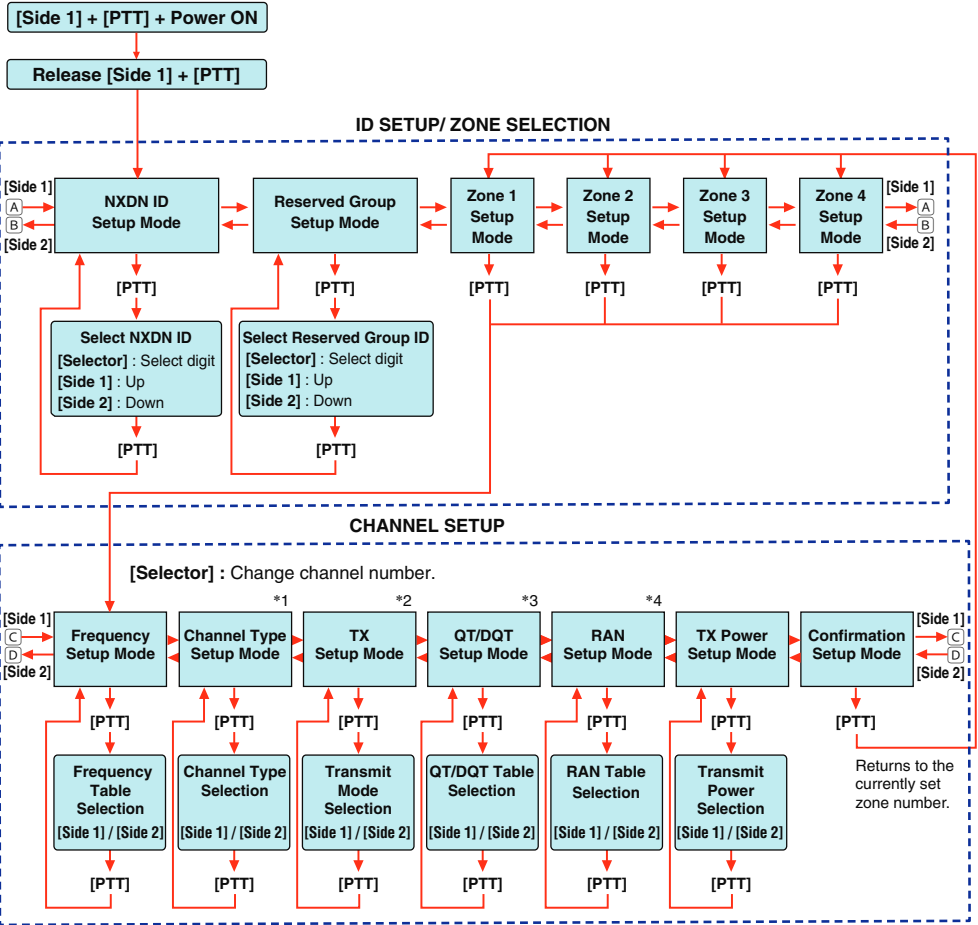 [Side 1] + [PTT] + Power ON
Release [Side 1] + [PTT]
ID SETUP/ ZONE SELECTION
[Side 1]
A
B
[Side 2]
NXDN ID
Setup Mode
Reserved Group
Setup Mode
Zone 1
Setup
Mode
Zone 2
Setup
Mode
Zone 3
Setup
Mode
Zone 4
Setup
Mode
[Side 1]
A
B
[Side 2]
[PTT]
[PTT]
[PTT]
[PTT]
[PTT]
[PTT]
Select NXDN ID
[Selector] : Select digit
[Side 1] : Up
[Side 2] : Down
Select Reserved Group ID
[Selector] : Select digit
[Side 1] : Up
[Side 2] : Down
[PTT]
[PTT]
CHANNEL SETUP
[Selector] : Change channel number.
*1
*2
*3
*4
[Side 1]
C
D
[Side 2]
Frequency
Setup Mode
Channel Type
Setup Mode
TX
Setup Mode
QT/DQT
Setup Mode
RAN
Setup Mode
TX Power
Setup Mode
Confirmation
Setup Mode
[Side 1]
C
D
[Side 2]
[PTT]
[PTT]
[PTT]
[PTT]
[PTT]
[PTT]
[PTT]
Frequency
Table
Selection
[Side 1] / [Side 2]
Channel Type
Selection
[Side 1] / [Side 2]
Transmit
Mode
Selection
[Side 1] / [Side 2]
QT/DQT Table
Selection
[Side 1] / [Side 2]
RAN Table
Selection
[Side 1] / [Side 2]
Transmit
Power
Selection
[Side 1] / [Side 2]
Returns to the
currently set
zone number.
[PTT]
[PTT]
[PTT]
[PTT]
[PTT]
[PTT]